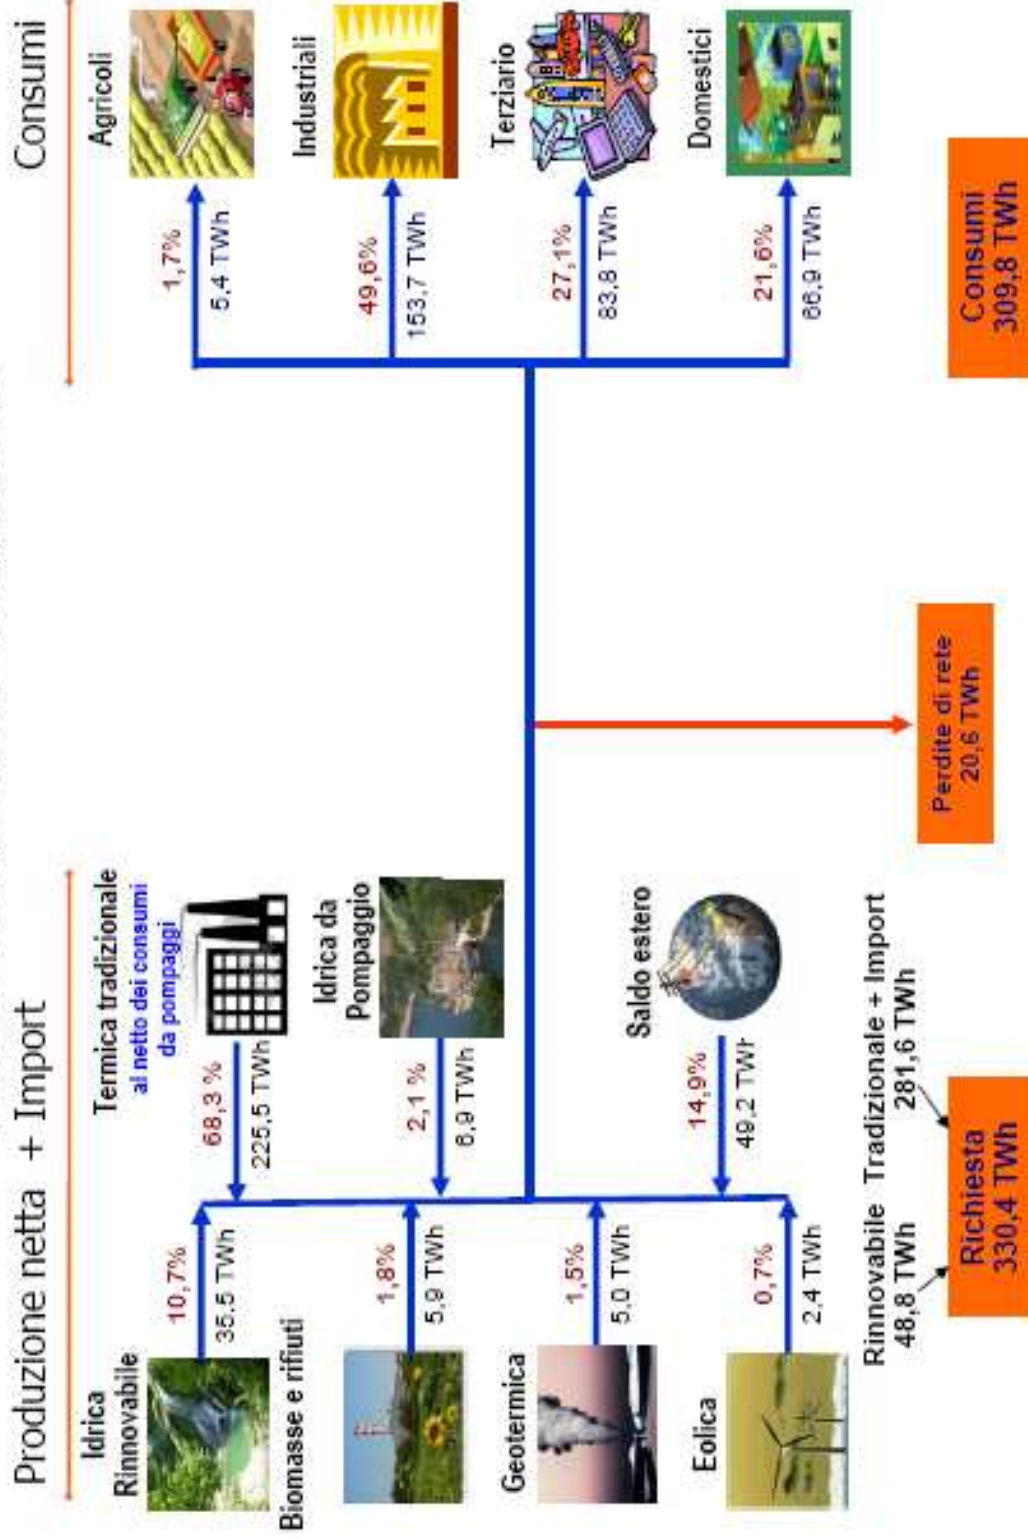 Produzione netta + Import
Consumi
Idrica
Rinnovabile
10,7%
35,5 TWh
Biomasse e rifiuti
1,8%
5,9 TWh
Geotermica
1,5%
5,0 TWh
Eolica
0,7%
2,4 TWh
Termica tradizionale
al netto dei consumi
da pompaggi
68,3 %
225,5 TWh
Idrica da
Pompaggio
2,1 %
6,9 TWh
Saldo estero
14,9%
49,2 TWh
Rinnovabile
48,8 TWh
Tradizionale + Import
281,6 TWh
Richiesta
330,4 TWh
Perdite di rete
20,6 TWh
Agricoli
1,7%
5,4 TWh
Industriali
49,6%
153,7 TWh
Terziario
27,1%
83,8 TWh
Domestici
21,6%
66,9 TWh
Consumi
309,8 TWh